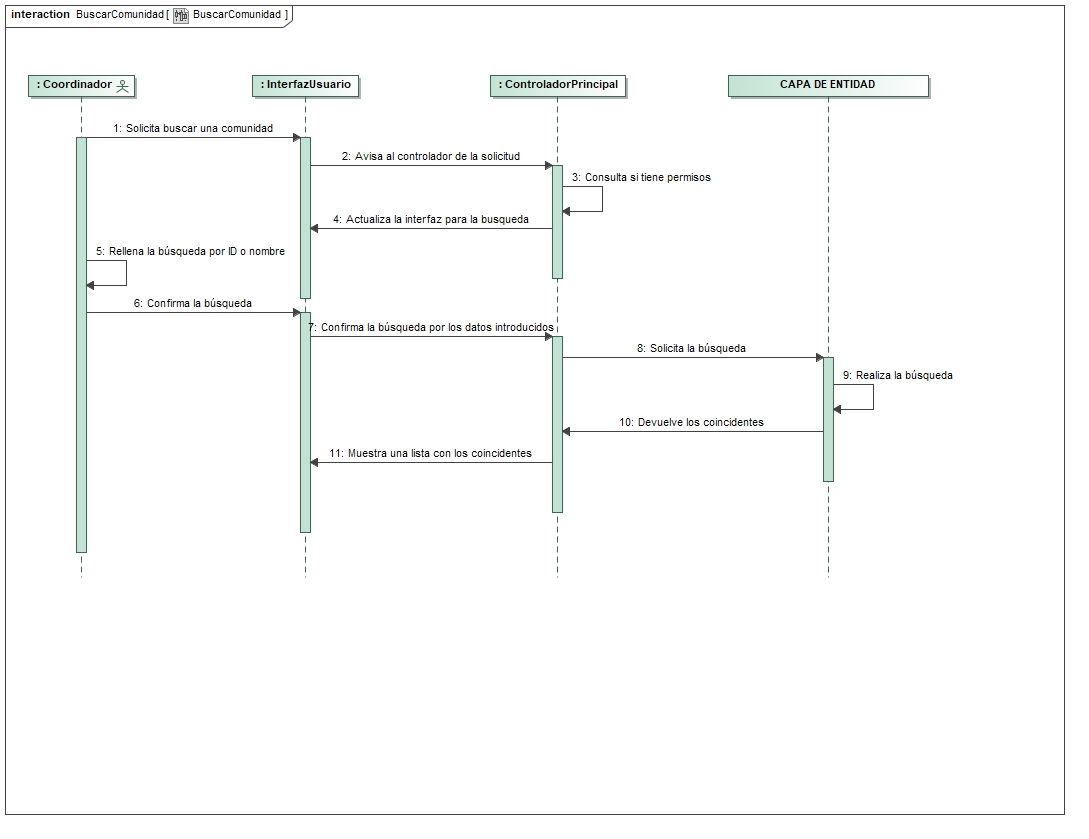 interaction BuscarComunidad [ BuscarComunidad ]
: Coordinador
: InterfazUsuario
: ControladorPrincipal
CAPA DE ENTIDAD
1: Solicita buscar una comunidad
2: Avisa al controlador de la solicitud
3: Consulta si tiene permisos
4: Actualiza la interfaz para la busqueda
5: Rellena la búsqueda por ID o nombre
6: Confirma la búsqueda
7: Confirma la búsqueda por los datos introducidos
8: Solicita la búsqueda
9: Realiza la búsqueda
10: Devuelve los coincidentes
11: Muestra una lista con los coincidentes